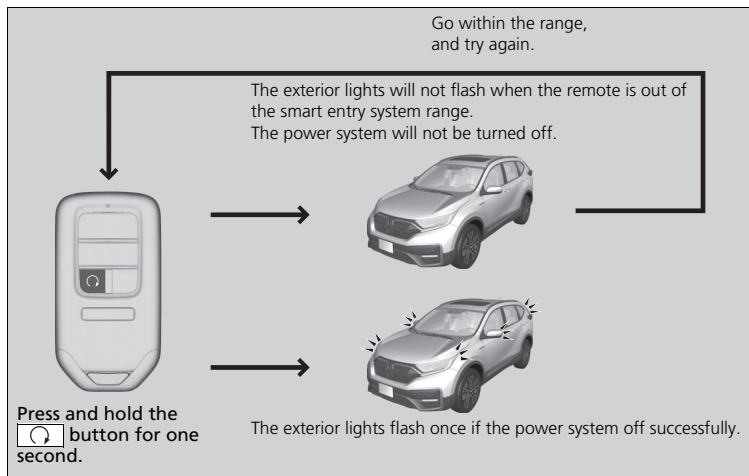 Go within the range,
and try again.
The exterior lights will not flash when the remote is out of
the smart entry system range.
The power system will not be turned off.
Press and hold the
button for one
second.
The exterior lights flash once if the power system off successfully.